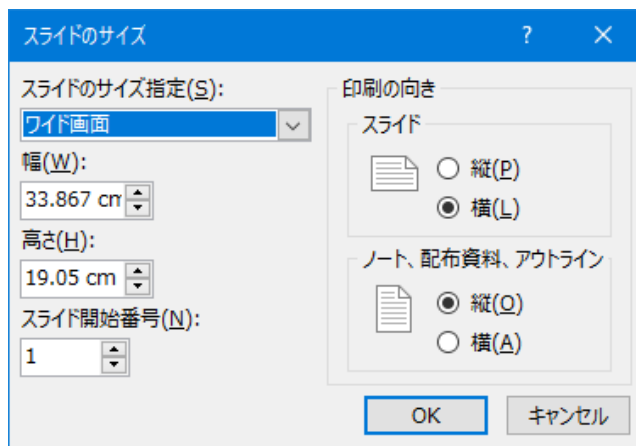 スライドのサイズ
?
スライドのサイズ指定(S):
ワイド画面
幅(W):
33.867 cm
高さ(H):
19.05 cm
スライド開始番号(N):
1
印刷の向き
スライド
縦(P)
横(L)
ノート、配布資料、アウトライン
縦(O)
横(A)
OK
キャンセル